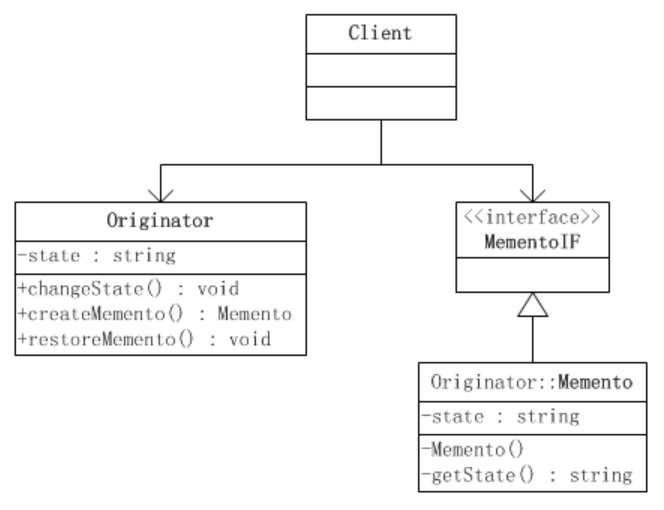 Client
Originator
-state : string
+changeState() : void
+createMemento() : Memento
+restoreMemento() : void
<<interface>>
MementoIF
Originator::Memento
-state : string
-Memento()
-getState() : string